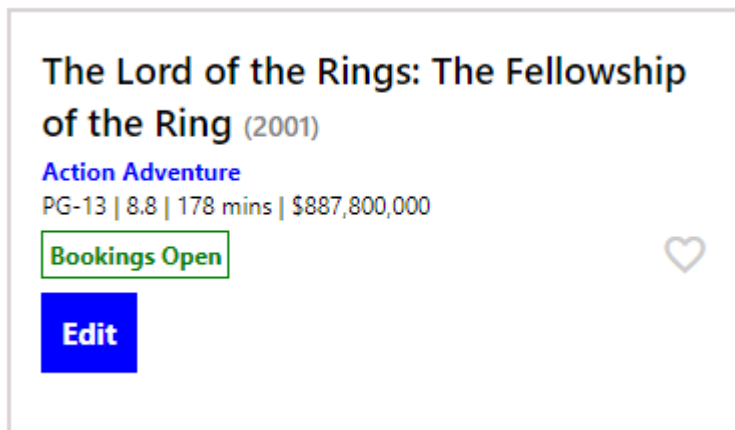 The Lord of the Rings: The Fellowship
of the Ring (2001)
Action Adventure
PG-13 | 8.8 | 178 mins | $887,800,000
Bookings Open
Edit